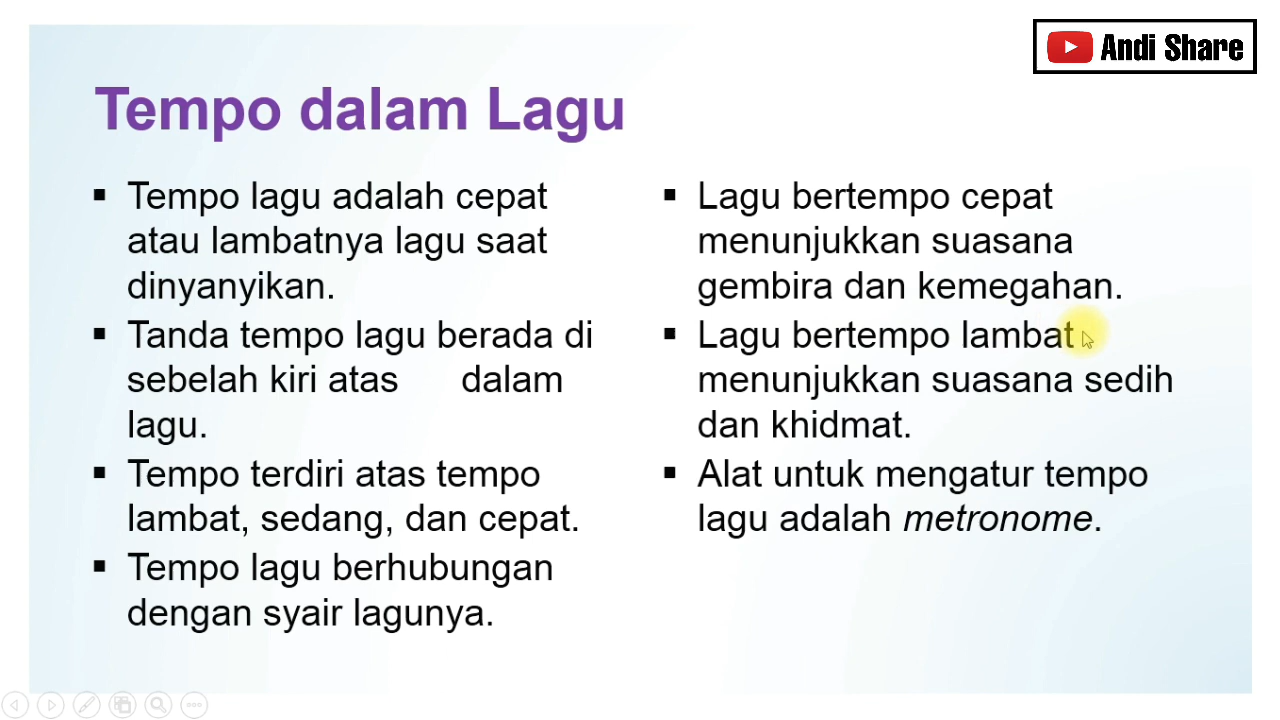 Andi Share
Tempo dalam Lagu
▪ Tempo lagu adalah cepat
atau lambatnya lagu saat
dinyanyikan.
▪ Tanda tempo lagu berada di
sebelah kiri atas dalam
lagu.
▪ Tempo terdiri atas tempo
lambat, sedang, dan cepat.
▪ Tempo lagu berhubungan
dengan syair lagunya.
▪ Lagu bertempo cepat
menunjukkan suasana
gembira dan kemegahan.
▪ Lagu bertempo lambat
menunjukkan suasana sedih
dan khidmat.
▪ Alat untuk mengatur tempo
lagu adalah metronome.